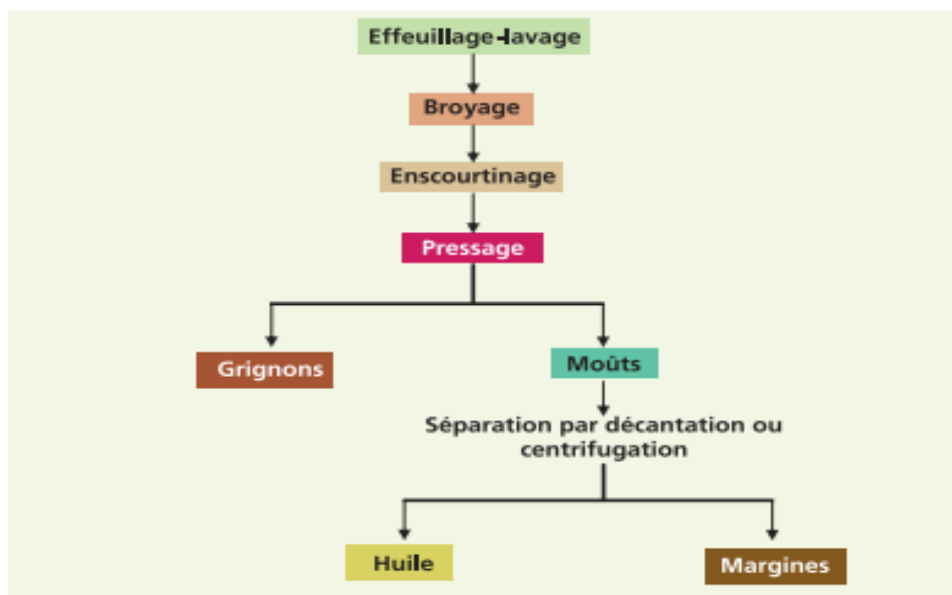 Effeuillage-lavage
Broyage
Enscourtinage
Pressage
Grignons
Moûts
Séparation par décantation ou
centrifugation
Huile
Margines